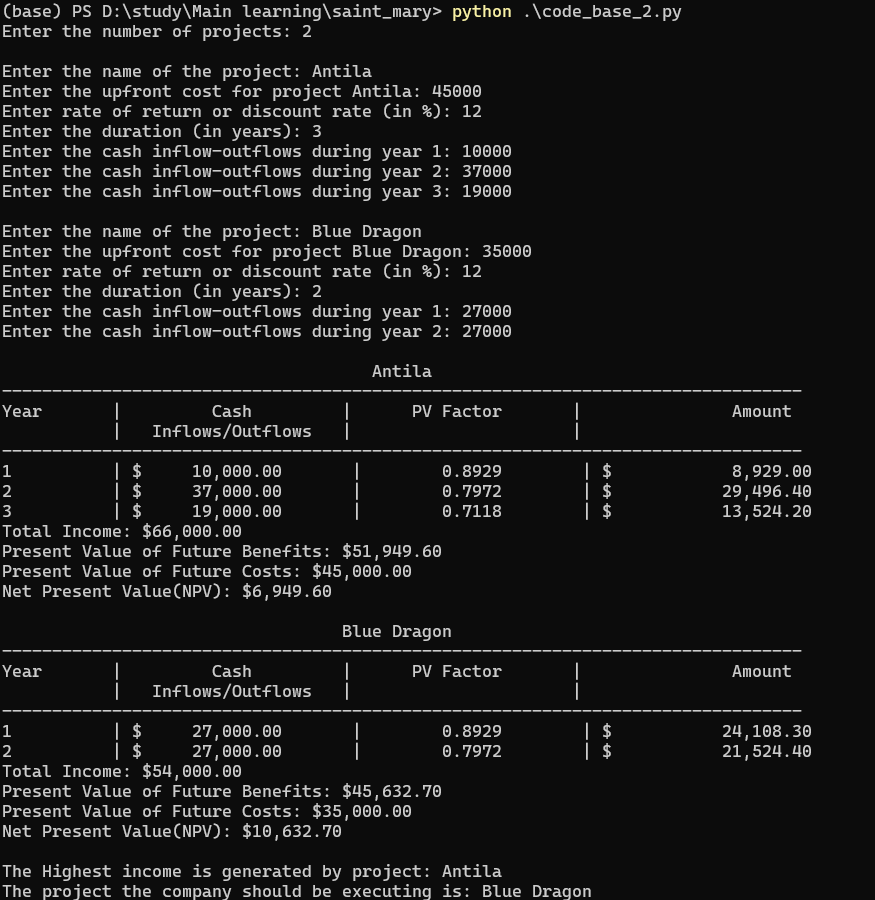 (base) PS D:\study\Main learning\saint_mary> python .\code_base_2.py
Enter the number of projects: 2
Enter the name of the project: Antila
Enter the upfront cost for project Antila: 45000
Enter rate of return or discount rate (in %): 12
Enter the duration (in years): 3
Enter the cash inflow-outflows during year 1: 10000
Enter the cash inflow-outflows during year 2: 37000
Enter the cash inflow-outflows during year 3: 19000
Enter the name of the project: Blue Dragon
Enter the upfront cost for project Blue Dragon: 35000
Enter rate of return or discount rate (in %): 12
Enter the duration (in years): 2
Enter the cash inflow-outflows during year 1: 27000
Enter the cash inflow-outflows during year 2: 27000
Antila
--------------------------------------------------------------------------------
Year | Cash | PV Factor | Amount
| Inflows/Outflows | |
--------------------------------------------------------------------------------
1 | $ 10,000.00 | 0.8929 | $ 8,929.00
2 | $ 37,000.00 | 0.7972 | $ 29,496.40
3 | $ 19,000.00 | 0.7118 | $ 13,524.20
Total Income: $66,000.00
Present Value of Future Benefits: $51,949.60
Present Value of Future Costs: $45,000.00
Net Present Value(NPV): $6,949.60
Blue Dragon
--------------------------------------------------------------------------------
Year | Cash | PV Factor | Amount
| Inflows/Outflows | |
--------------------------------------------------------------------------------
1 | $ 27,000.00 | 0.8929 | $ 24,108.30
2 | $ 27,000.00 | 0.7972 | $ 21,524.40
Total Income: $54,000.00
Present Value of Future Benefits: $45,632.70
Present Value of Future Costs: $35,000.00
Net Present Value(NPV): $10,632.70
The Highest income is generated by project: Antila
The project the company should be executing is: Blue Dragon